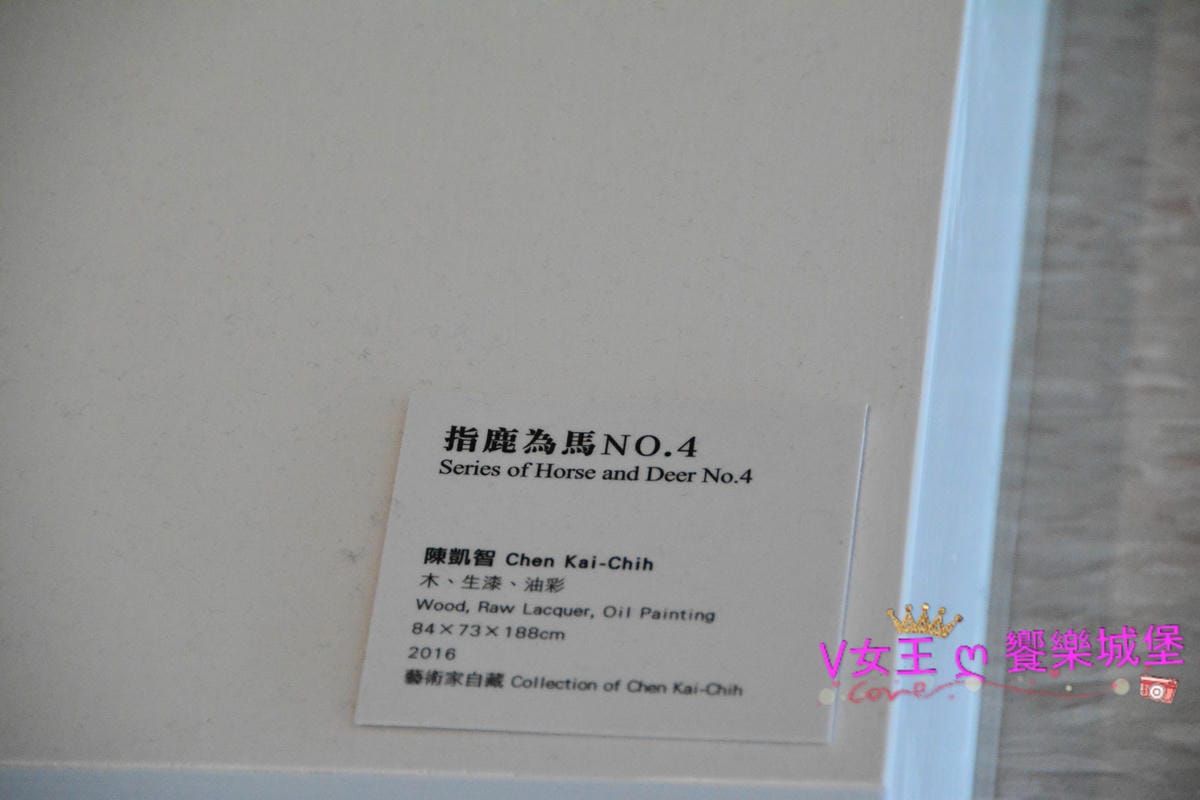 指鹿為馬NO.4
Series of Horse and Deer No.4
陳凱智 Chen Kai-Chih
木、生漆、油彩
Wood, Raw Lacquer, Oil Painting
84×73×188cm
2016
藝術家自藏 Collection of Chen Kai-Chih
V女王ღ饗樂城堡
Love